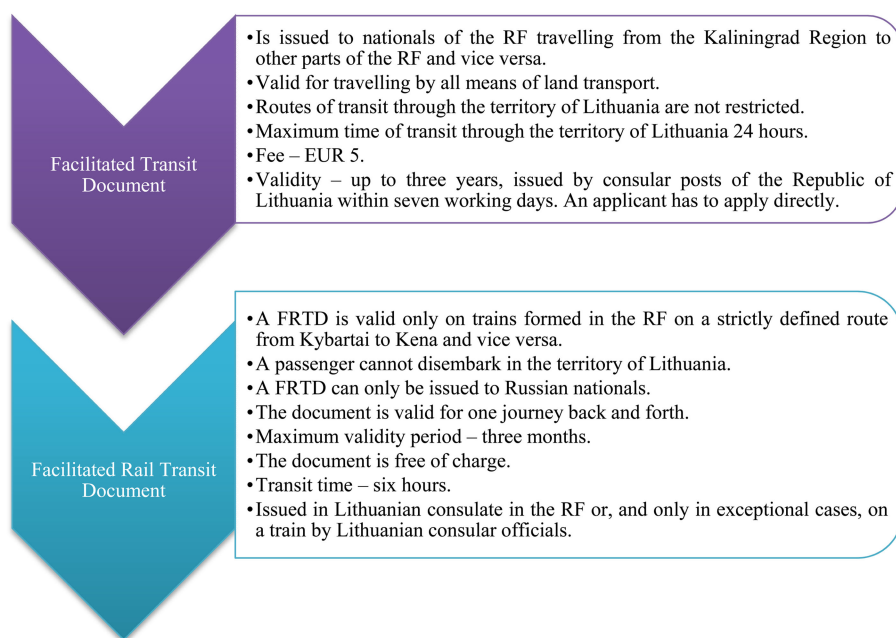 Facilitated Transit
Document
•Is issued to nationals of the RF travelling from the Kaliningrad Region to
other parts of the RF and vice versa.
•Valid for travelling by all means of land transport.
•Routes of transit through the territory of Lithuania are not restricted.
•Maximum time of transit through the territory of Lithuania 24 hours.
•Fee – EUR 5.
•Validity – up to three years, issued by consular posts of the Republic of
Lithuania within seven working days. An applicant has to apply directly.
Facilitated Rail Transit
Document
•A FRTD is valid only on trains formed in the RF on a strictly defined route
from Kybartai to Kena and vice versa.
•A passenger cannot disembark in the territory of Lithuania.
•A FRTD can only be issued to Russian nationals.
•The document is valid for one journey back and forth.
•Maximum validity period – three months.
•The document is free of charge.
•Transit time – six hours.
•Issued in Lithuanian consulate in the RF or, and only in exceptional cases, on
a train by Lithuanian consular officials.